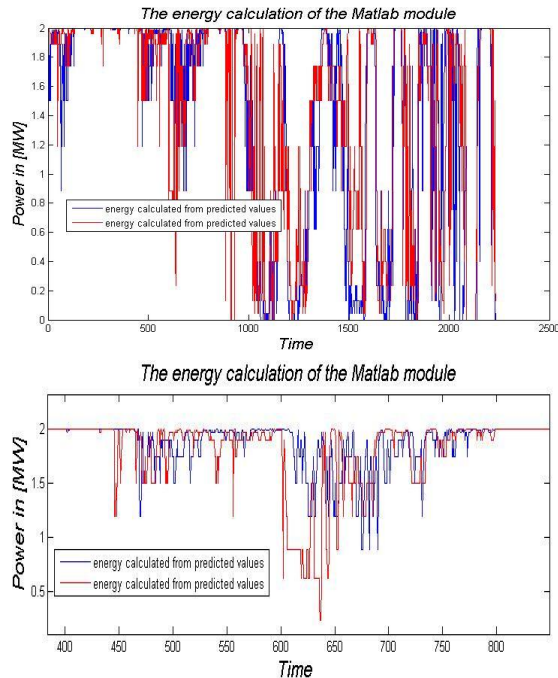 The energy calculation of the Matlab module
Power in [MW]
2
1.8
1.6
1.4
1.2
1
0.8
0.6
0.4
0.2
0
energy calculated from predicted values
energy calculated from predicted values
0 500 1000 1500 2000 2500
Time
The energy calculation of the Matlab module
Power in [MW]
2
1.5
1
0.5
energy calculated from predicted values
energy calculated from predicted values
400 450 500 550 600 650 700 750 800
Time